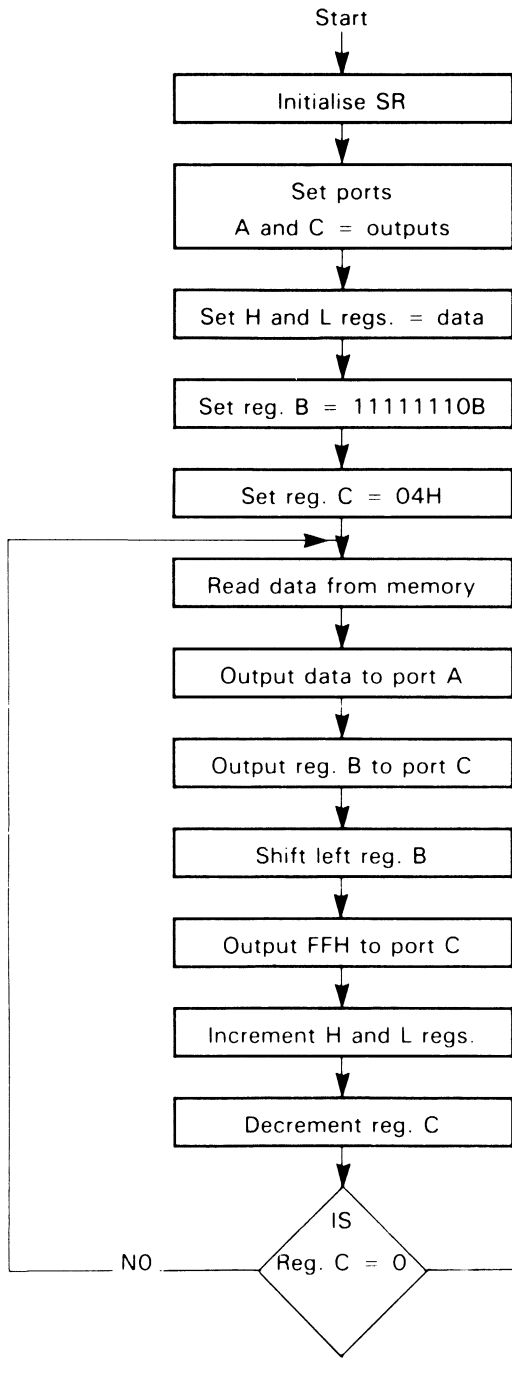 Start
Initialise SR
Set ports
A and C = outputs
Set H and L regs. = data
Set reg. B = 11111110B
Set reg. C = 04H
Read data from memory
Output data to port A
Output reg. B to port C
Shift left reg. B
Output FFH to port C
Increment H and L regs.
Decrement reg. C
IS
NO
Reg. C = 0